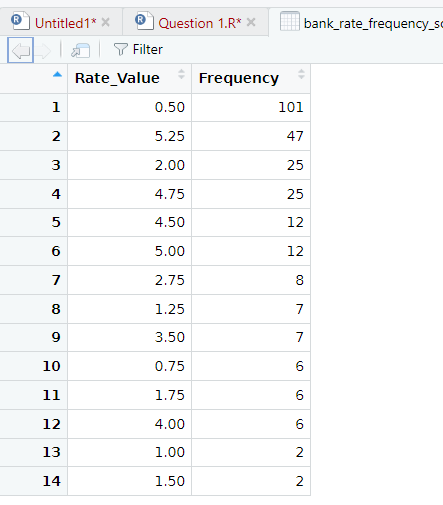 Untitled1* Question 1.R* bank_rate_frequency_s
Filter
Rate_Value Frequency
1 0.50 101
2 5.25 47
3 2.00 25
4 4.75 25
5 4.50 12
6 5.00 12
7 2.75 8
8 1.25 7
9 3.50 7
10 0.75 6
11 1.75 6
12 4.00 6
13 1.00 2
14 1.50 2